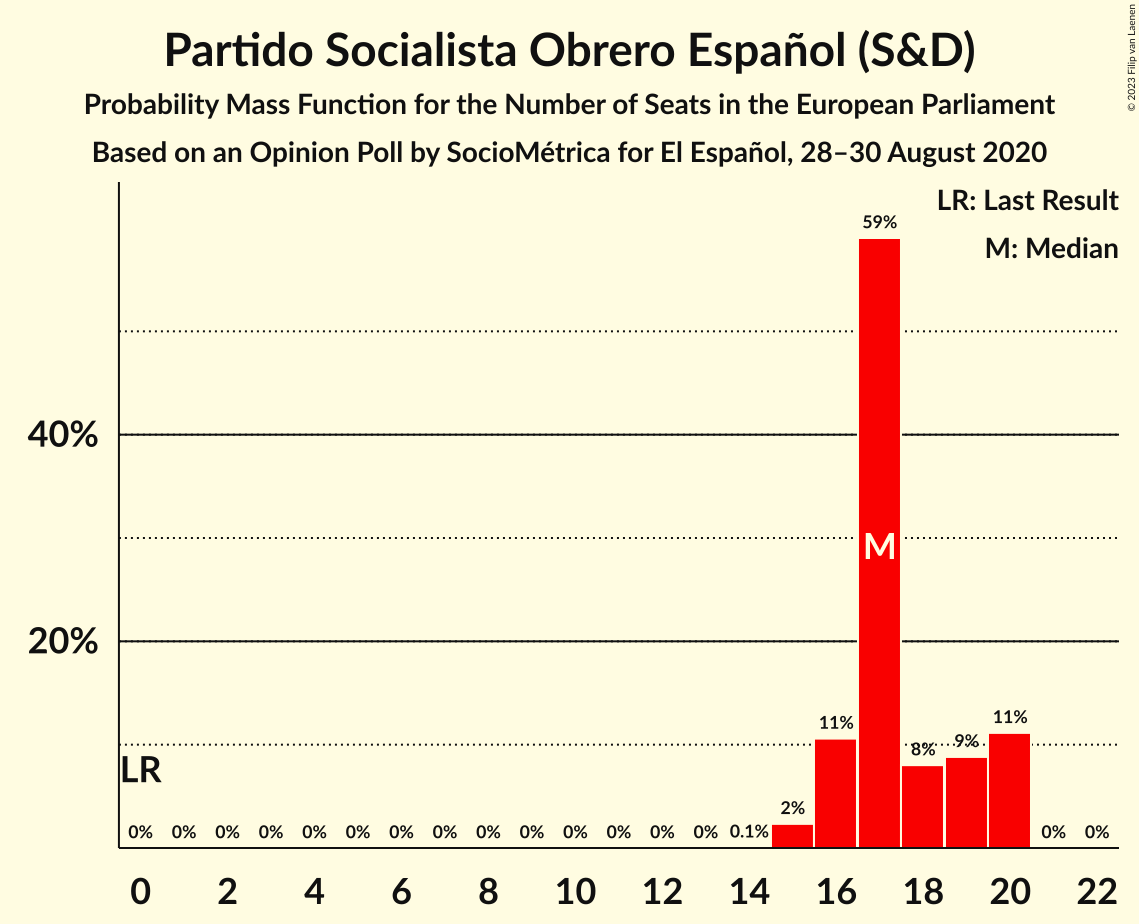 Partido Socialista Obrero Español (S&D)
Probability Mass Function for the Number of Seats in the European Parliament
Based on an Opinion Poll by SocioMétrica for El Español, 28–30 August 2020
© 2023 Filip van Laenen
LR: Last Result
M: Median
59%
40%
M
20%
11%
11%
8%
9%
LR
2%
0% 0% 0% 0% 0% 0% 0% 0% 0% 0% 0% 0% 0% 0% 0.1% 0% 0%
0 2 4 6 8 10 12 14 16 18 20 22